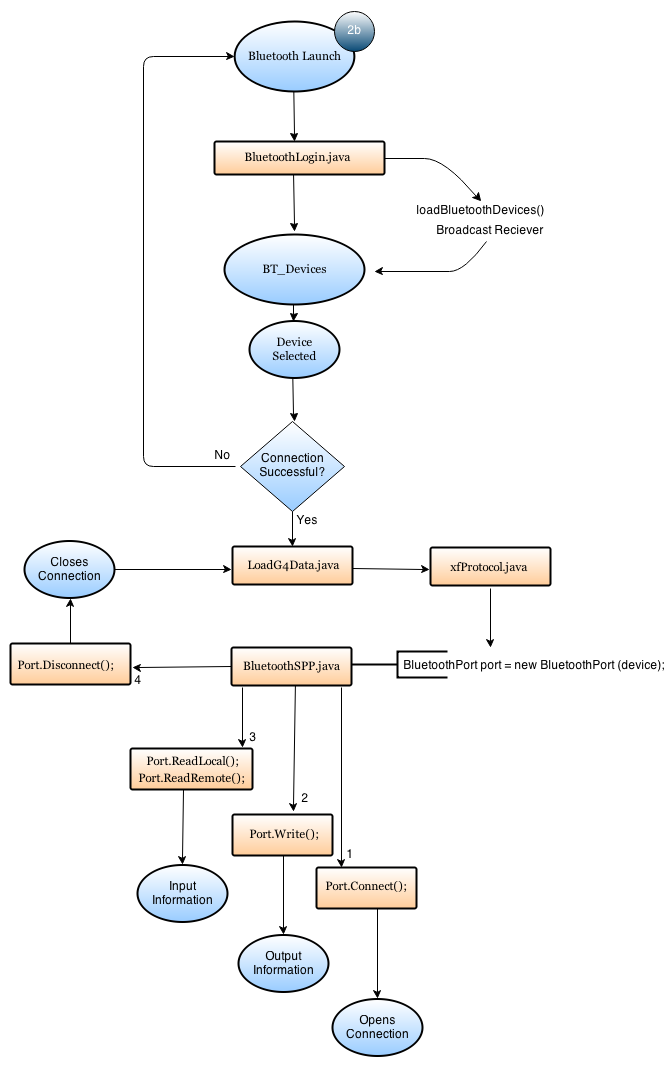 2b
Bluetooth Launch
BluetoothLogin.java
loadBluetoothDevices()
Broadcast Reciever
BT_Devices
Device
Selected
Connection
Successful?
No
Yes
Closes
Connection
LoadG4Data.java
xfProtocol.java
Port.Disconnect();
4
BluetoothSPP.java
BluetoothPort port = new BluetoothPort (device);
3
Port.ReadLocal();
Port.ReadRemote();
2
Port.Write();
1
Port.Connect();
Input
Information
Output
Information
Opens
Connection